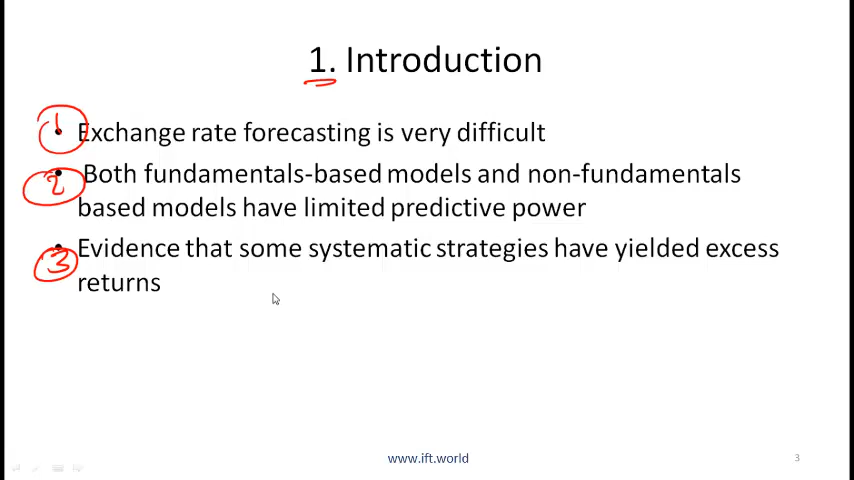 1. Introduction
1
• Exchange rate forecasting is very difficult
2
• Both fundamentals-based models and non-fundamentals
based models have limited predictive power
3
• Evidence that some systematic strategies have yielded excess
returns
www.ift.world
3